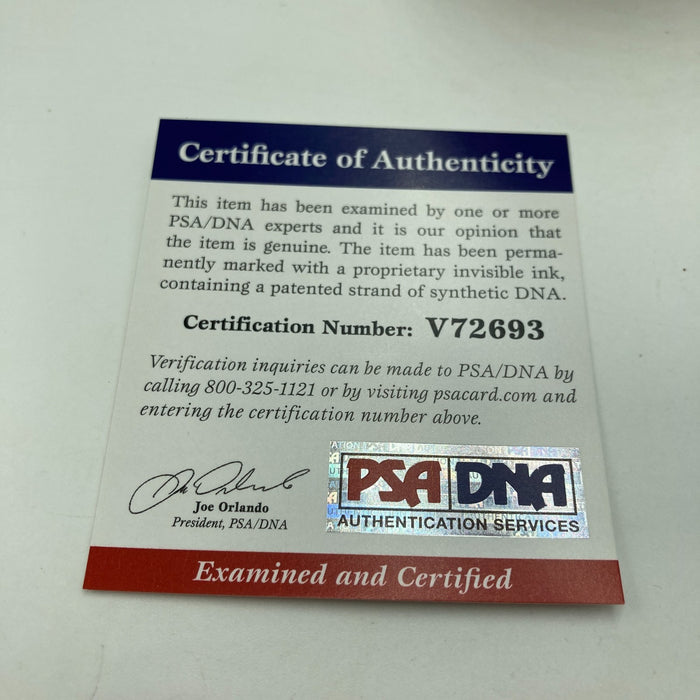 Certificate of Authenticity
This item has been examined by one or more
PSA/DNA experts and it is our opinion that
the item is genuine. The item has been perma-
nently marked with a proprietary invisible ink,
containing a patented strand of synthetic DNA.
Certification Number: V72693
Verification inquiries can be made to PSA/DNA by
calling 800-325-1121 or by visiting psacard.com and
entering the certification number above.
Joe Orlando
President, PSA/DNA
PSA DNA
AUTHENTICATION SERVICES
Examined and Certified